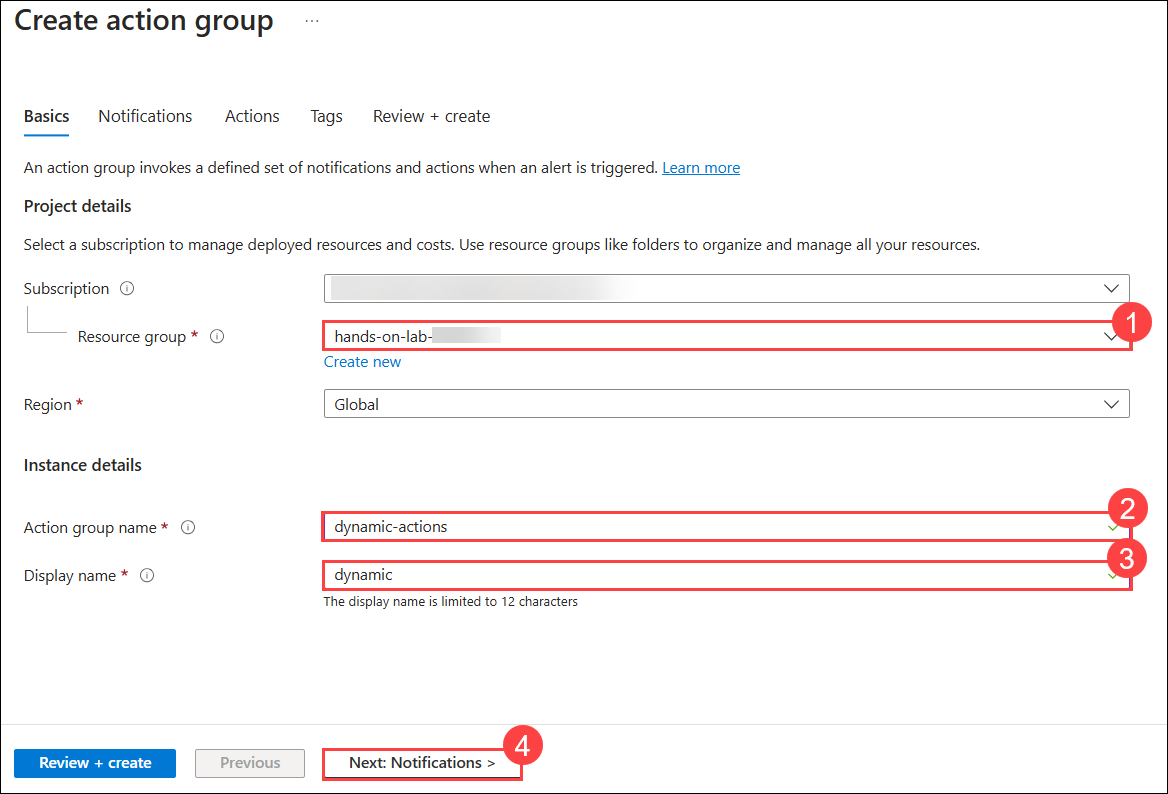 Create action group ...
Basics Notifications Actions Tags Review + create
An action group invokes a defined set of notifications and actions when an alert is triggered. Learn more
Project details
Select a subscription to manage deployed resources and costs. Use resource groups like folders to organize and manage all your resources.
Subscription
1
Resource group * hands-on-lab-
Create new
Region * Global
Instance details
2
Action group name * dynamic-actions
3
Display name * dynamic
The display name is limited to 12 characters
4
Review + create Previous Next: Notifications >